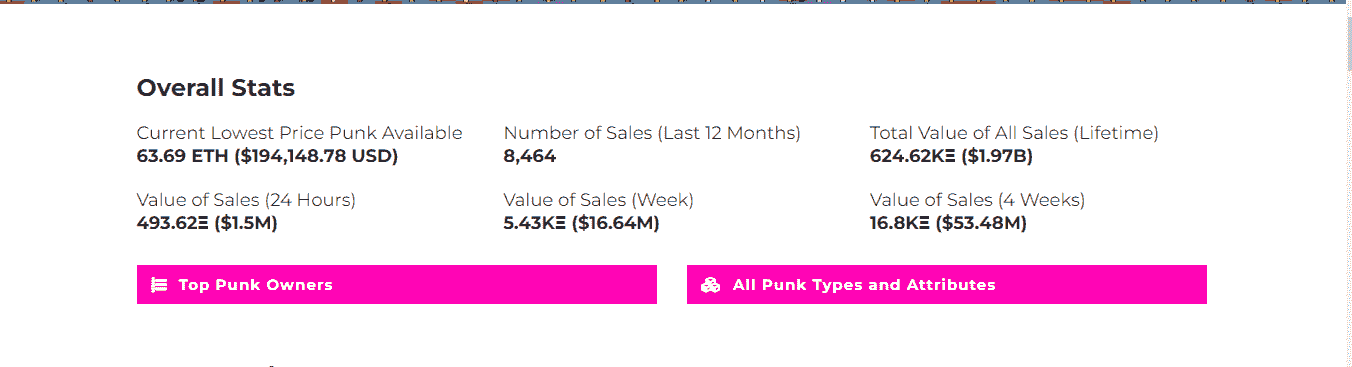 Overall Stats
Current Lowest Price Punk Available
63.69 ETH ($194,148.78 USD)
Number of Sales (Last 12 Months)
8,464
Total Value of All Sales (Lifetime)
624.62KΞ ($1.97B)
Value of Sales (24 Hours)
493.62Ξ ($1.5M)
Value of Sales (Week)
5.43KΞ ($16.64M)
Value of Sales (4 Weeks)
16.8KΞ ($53.48M)
Top Punk Owners
All Punk Types and Attributes